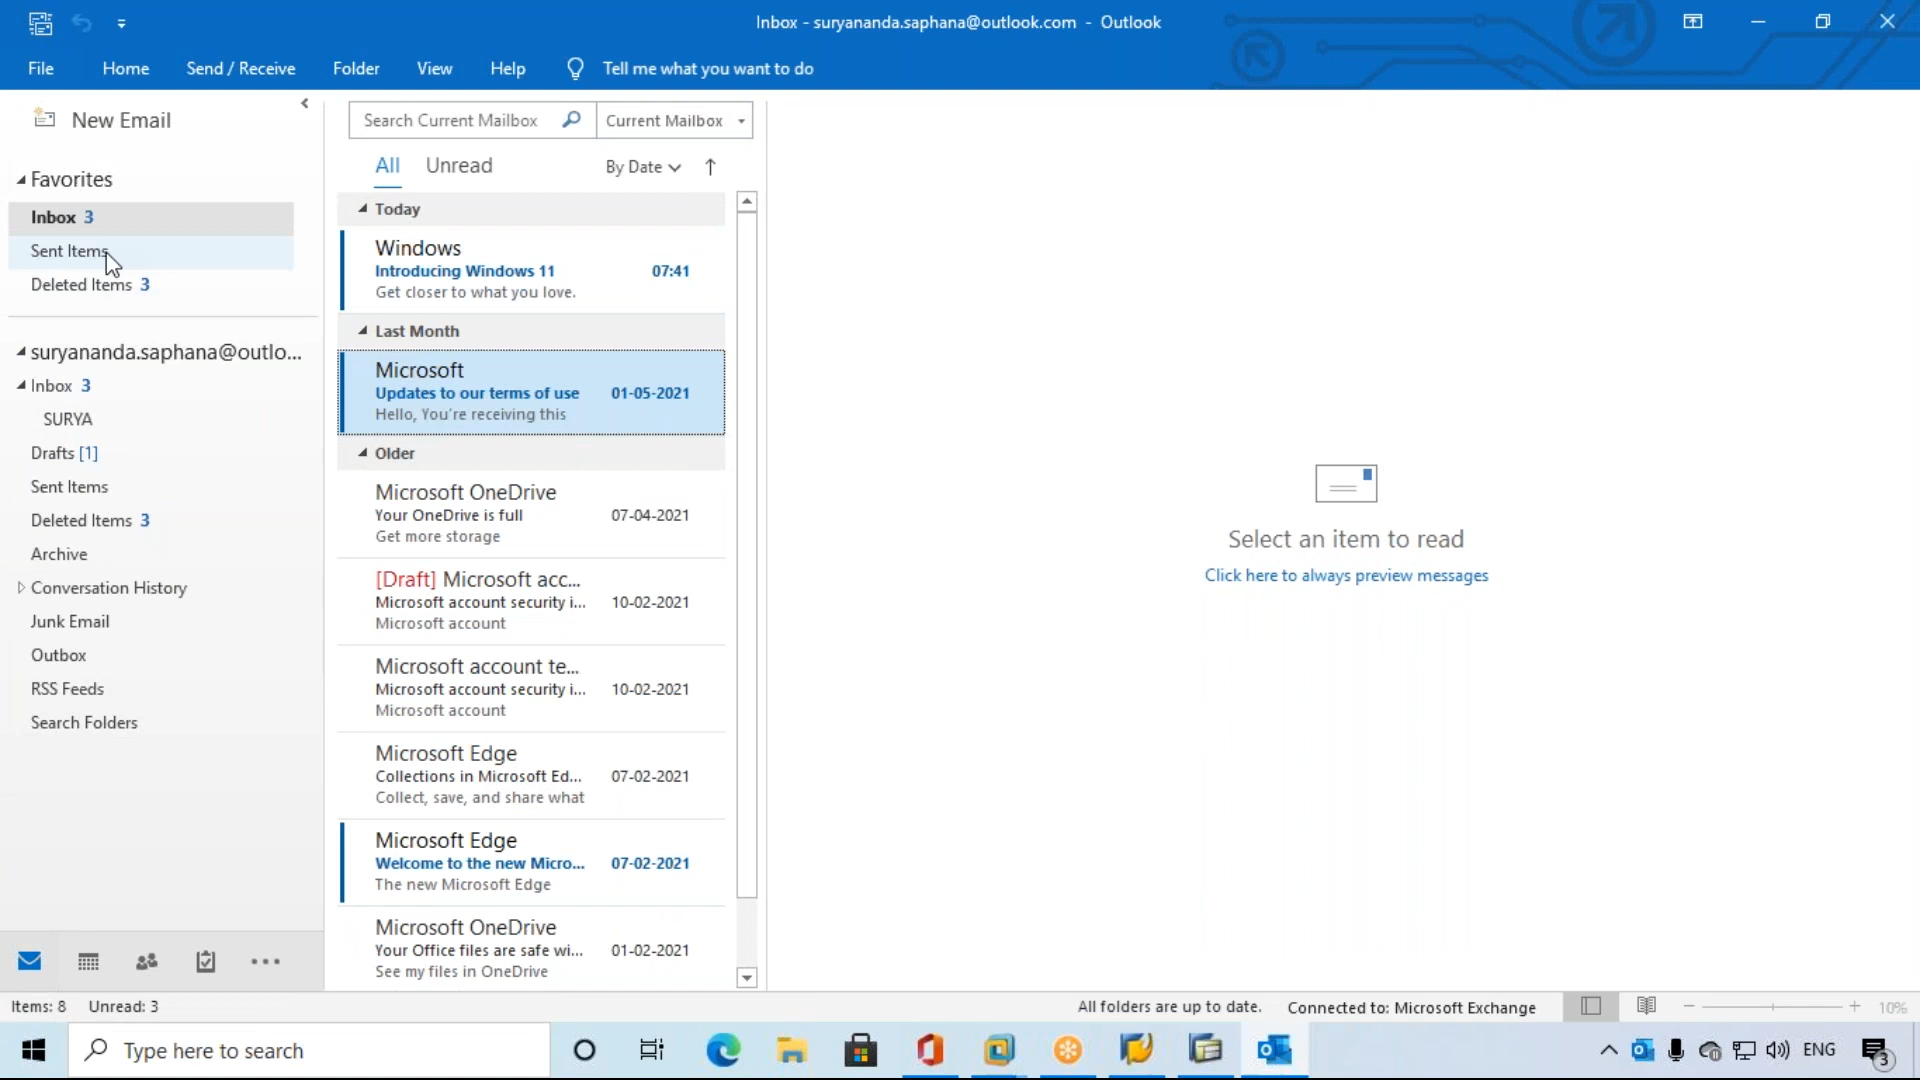 Inbox - suryananda.saphana@outlook.com - Outlook
File Home Send / Receive Folder View Help Tell me what you want to do
New Email
Favorites
Inbox 3
Sent Items
Deleted Items 3
suryananda.saphana@outlo...
Inbox 3
SURYA
Drafts [1]
Sent Items
Deleted Items 3
Archive
Conversation History
Junk Email
Outbox
RSS Feeds
Search Folders
Search Current Mailbox Current Mailbox
All Unread By Date
Today
Windows
Introducing Windows 11 07:41
Get closer to what you love.
Last Month
Microsoft
Updates to our terms of use 01-05-2021
Hello, You're receiving this
Older
Microsoft OneDrive
Your OneDrive is full 07-04-2021
Get more storage
[Draft] Microsoft acc...
Microsoft account security i... 10-02-2021
Microsoft account
Microsoft account te...
Microsoft account security i... 10-02-2021
Microsoft account
Microsoft Edge
Collections in Microsoft Ed... 07-02-2021
Collect, save, and share what
Microsoft Edge
Welcome to the new Micro... 07-02-2021
The new Microsoft Edge
Microsoft OneDrive
Your Office files are safe wi... 01-02-2021
See my files in OneDrive
Select an item to read
Click here to always preview messages
Items: 8 Unread: 3 All folders are up to date. Connected to: Microsoft Exchange 10%
Type here to search ENG 3